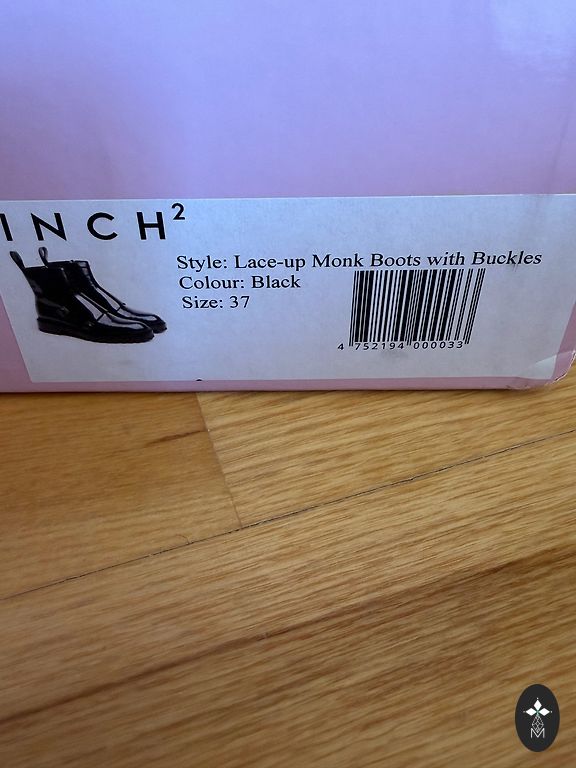 INCH²
Style: Lace-up Monk Boots with Buckles
Colour: Black
Size: 37
4 752194 000033
M